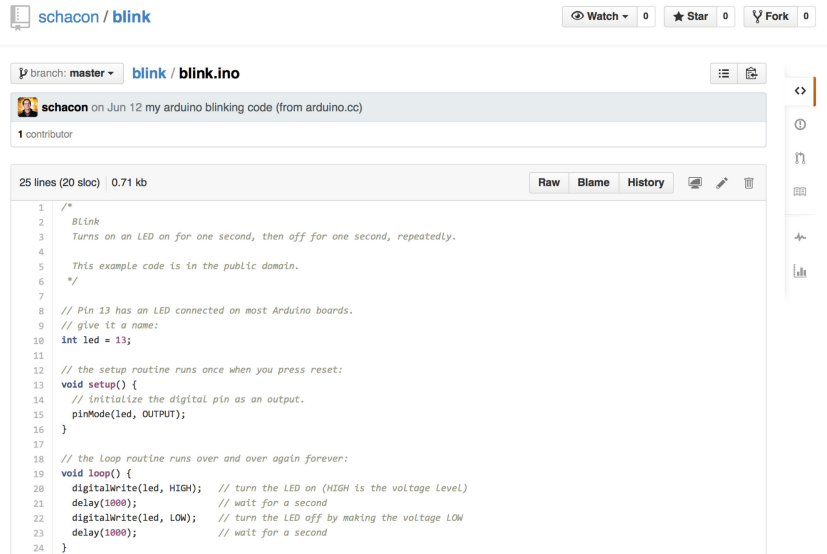 schacon / blink
Watch 0 Star 0 Fork 0
branch: master blink / blink.ino
schacon on Jun 12 my arduino blinking code (from arduino.cc)
1 contributor
25 lines (20 sloc) 0.71 kb Raw Blame History
1 /*
2 Blink
3 Turns on an LED on for one second, then off for one second, repeatedly.
4
5 This example code is in the public domain.
6 */
7
8 // Pin 13 has an LED connected on most Arduino boards.
9 // give it a name:
10 int led = 13;
11
12 // the setup routine runs once when you press reset:
13 void setup() {
14 // initialize the digital pin as an output.
15 pinMode(led, OUTPUT);
16 }
17
18 // the loop routine runs over and over again forever:
19 void loop() {
20 digitalWrite(led, HIGH); // turn the LED on (HIGH is the voltage level)
21 delay(1000); // wait for a second
22 digitalWrite(led, LOW); // turn the LED off by making the voltage LOW
23 delay(1000); // wait for a second
24 }